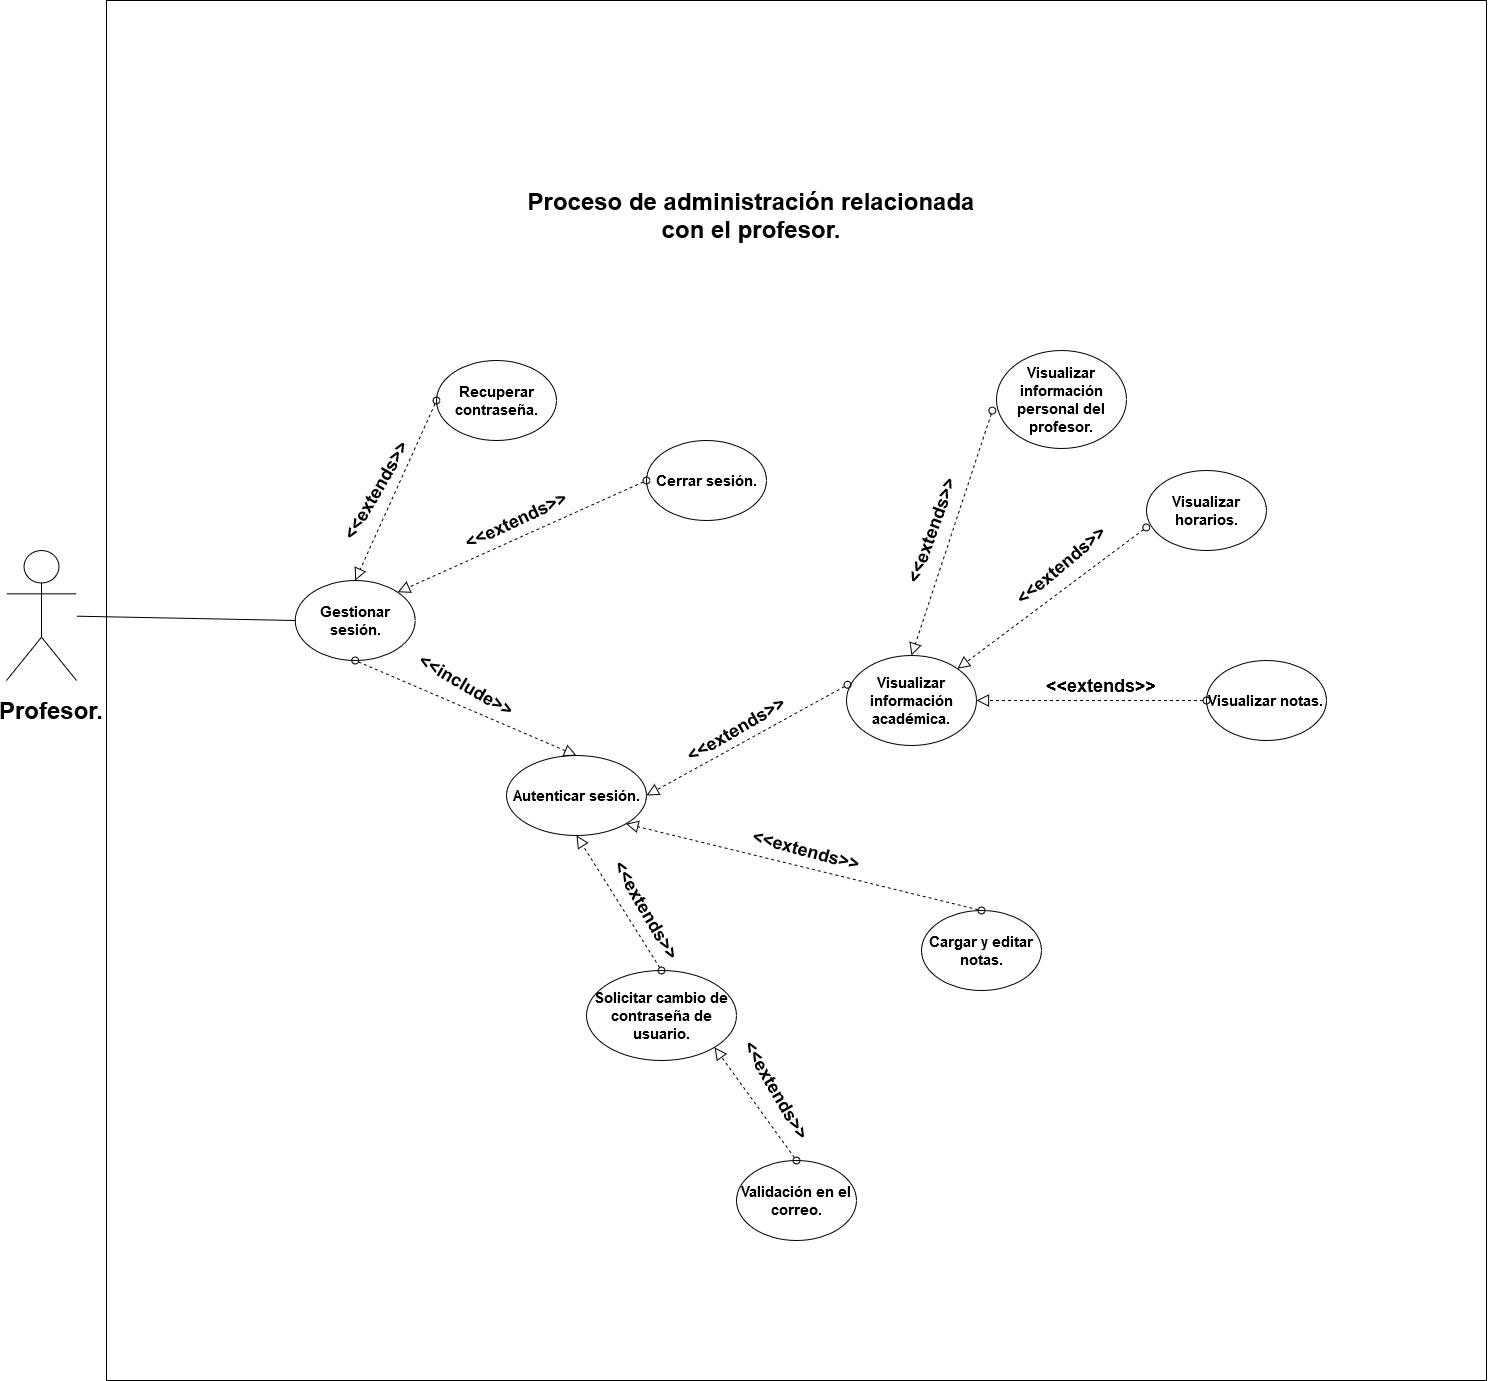 Proceso de administración relacionada
con el profesor.
Recuperar
contraseña.
<<extends>>
Cerrar sesión.
<<extends>>
Visualizar
información
personal del
profesor.
<<extends>>
Visualizar
horarios.
<<extends>>
Gestionar
sesión.
Profesor.
<<include>>
Visualizar
información
académica.
<<extends>>
Visualizar notas.
<<extends>>
Autenticar sesión.
<<extends>>
Cargar y editar
notas.
<<extends>>
Solicitar cambio de
contraseña de
usuario.
<<extends>>
Validación en el
correo.